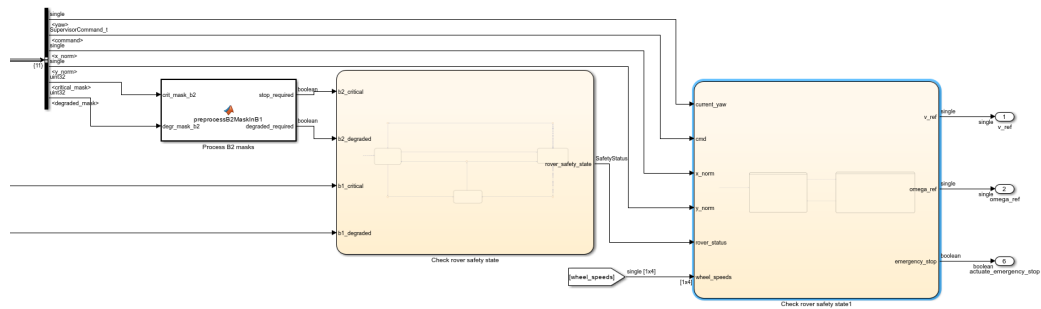 single
<yaw>
SupervisorCommand_t
<command>
single
<x_norm>
single
[11]
<y_norm>
uint32
<critical_mask>
uint32
<degraded_mask>
crit_mask_b2
stop_required
boolean
preprocessB2MaskInB1
degr_mask_b2
degraded_required
boolean
Process B2 masks
b2_critical
b2_degraded
rover_safety_state
SafetyStatus
b1_critical
b1_degraded
Check rover safety state
[wheel_speeds]
single [1x4]
[1x4]
current_yaw
cmd
x_norm
y_norm
rover_status
wheel_speeds
v_ref
omega_ref
emergency_stop
Check rover safety state1
single
single
1
v_ref
single
single
2
omega_ref
boolean
boolean
6
actuate_emergency_stop